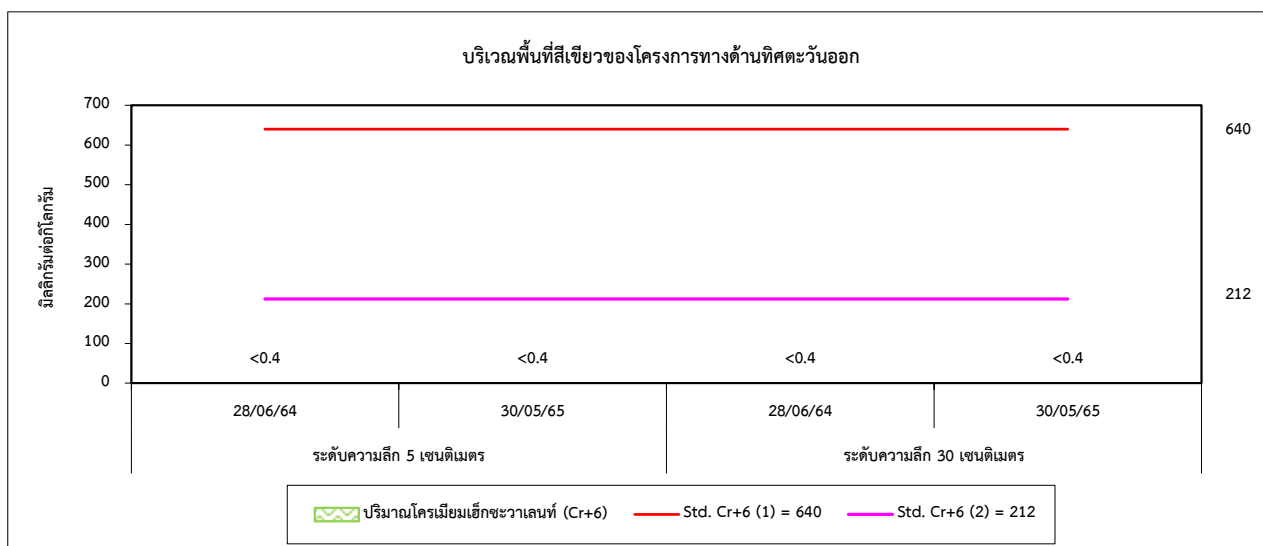 บริเวณพื้นที่สีเขียวของโครงการทางด้านทิศตะวันออก
มิลลิกรัมต่อกิโลกรัม
700
600
500
400
300
200
100
0
640
212
<0.4 <0.4 <0.4 <0.4
28/06/64 30/05/65 28/06/64 30/05/65
ระดับความลึก 5 เซนติเมตร ระดับความลึก 30 เซนติเมตร
ปริมาณโครเมียมเฮ็กซะวาเลนท์ (Cr+6) Std. Cr+6 (1) = 640 Std. Cr+6 (2) = 212